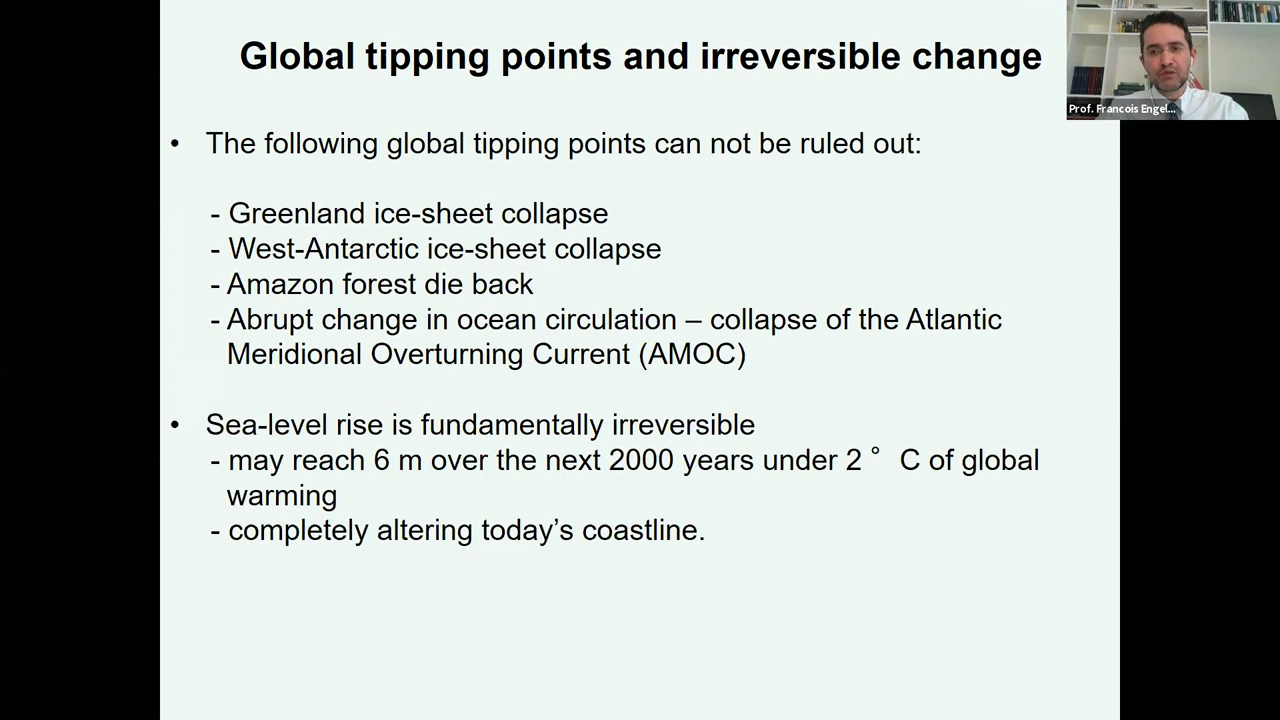 Global tipping points and irreversible change
Prof. Francois Engel...
• The following global tipping points can not be ruled out:
- Greenland ice-sheet collapse
- West-Antarctic ice-sheet collapse
- Amazon forest die back
- Abrupt change in ocean circulation – collapse of the Atlantic
Meridional Overturning Current (AMOC)
• Sea-level rise is fundamentally irreversible
- may reach 6 m over the next 2000 years under 2 ° C of global
warming
- completely altering today’s coastline.